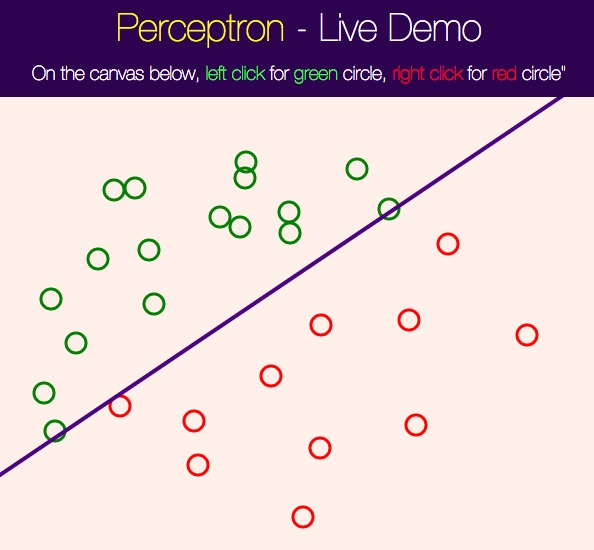 Perceptron - Live Demo
On the canvas below, left click for green circle, right click for red circle"